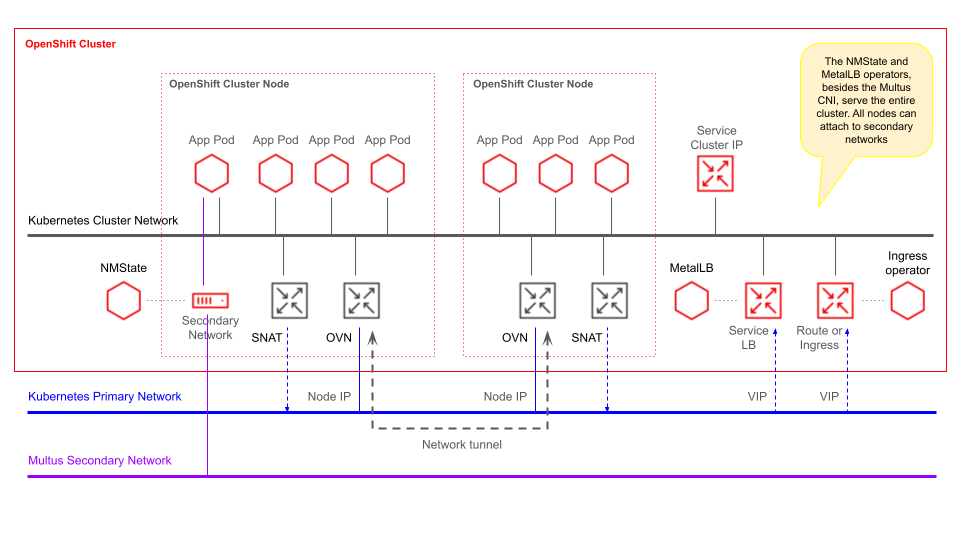 OpenShift Cluster
The NMState and
MetalLB operators,
besides the Multus
CNI, serve the entire
cluster. All nodes can
attach to secondary
networks
OpenShift Cluster Node
OpenShift Cluster Node
App Pod
App Pod
App Pod
App Pod
App Pod
App Pod
App Pod
Service
Cluster IP
Kubernetes Cluster Network
NMState
MetalLB
Ingress
operator
Secondary
Network
SNAT
OVN
OVN
SNAT
Service
LB
Route or
Ingress
Kubernetes Primary Network
Node IP
Node IP
VIP
VIP
Network tunnel
Multus Secondary Network